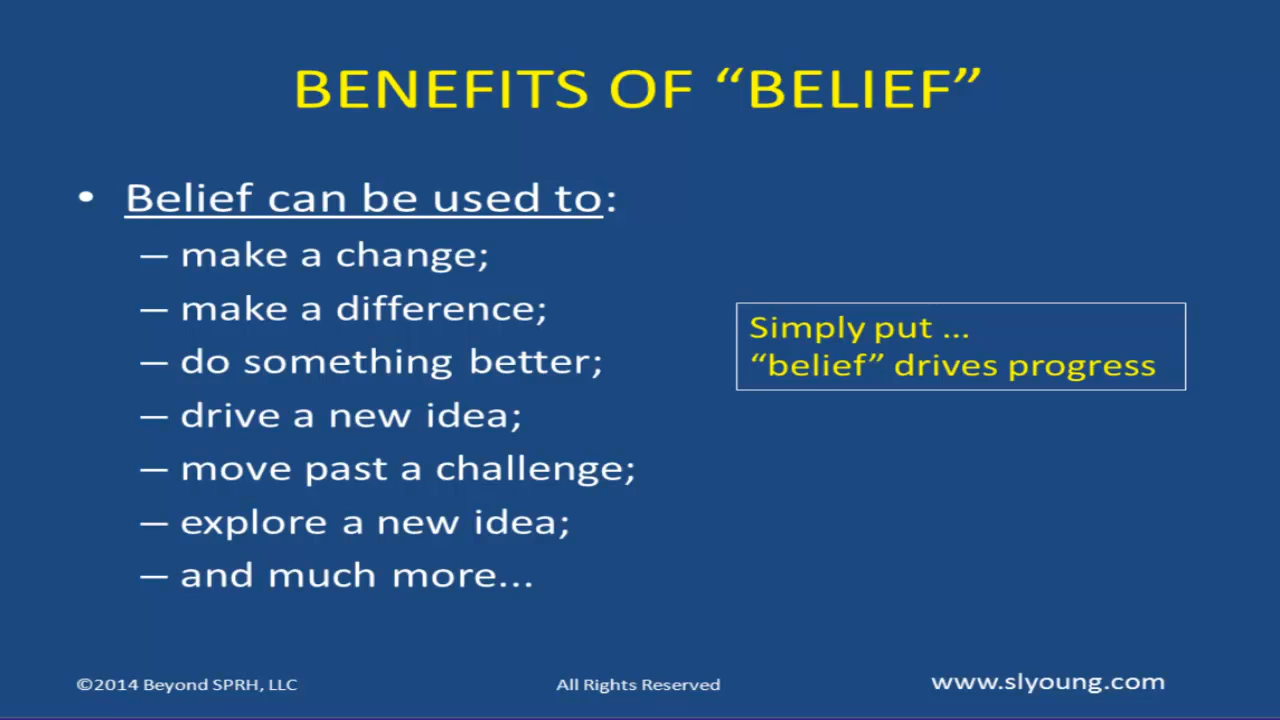 BENEFITS OF “BELIEF”
• Belief can be used to:
– make a change;
– make a difference;
– do something better;
– drive a new idea;
– move past a challenge;
– explore a new idea;
– and much more...
Simply put ...
“belief” drives progress
©2014 Beyond SPRH, LLC
All Rights Reserved
www.slyoung.com